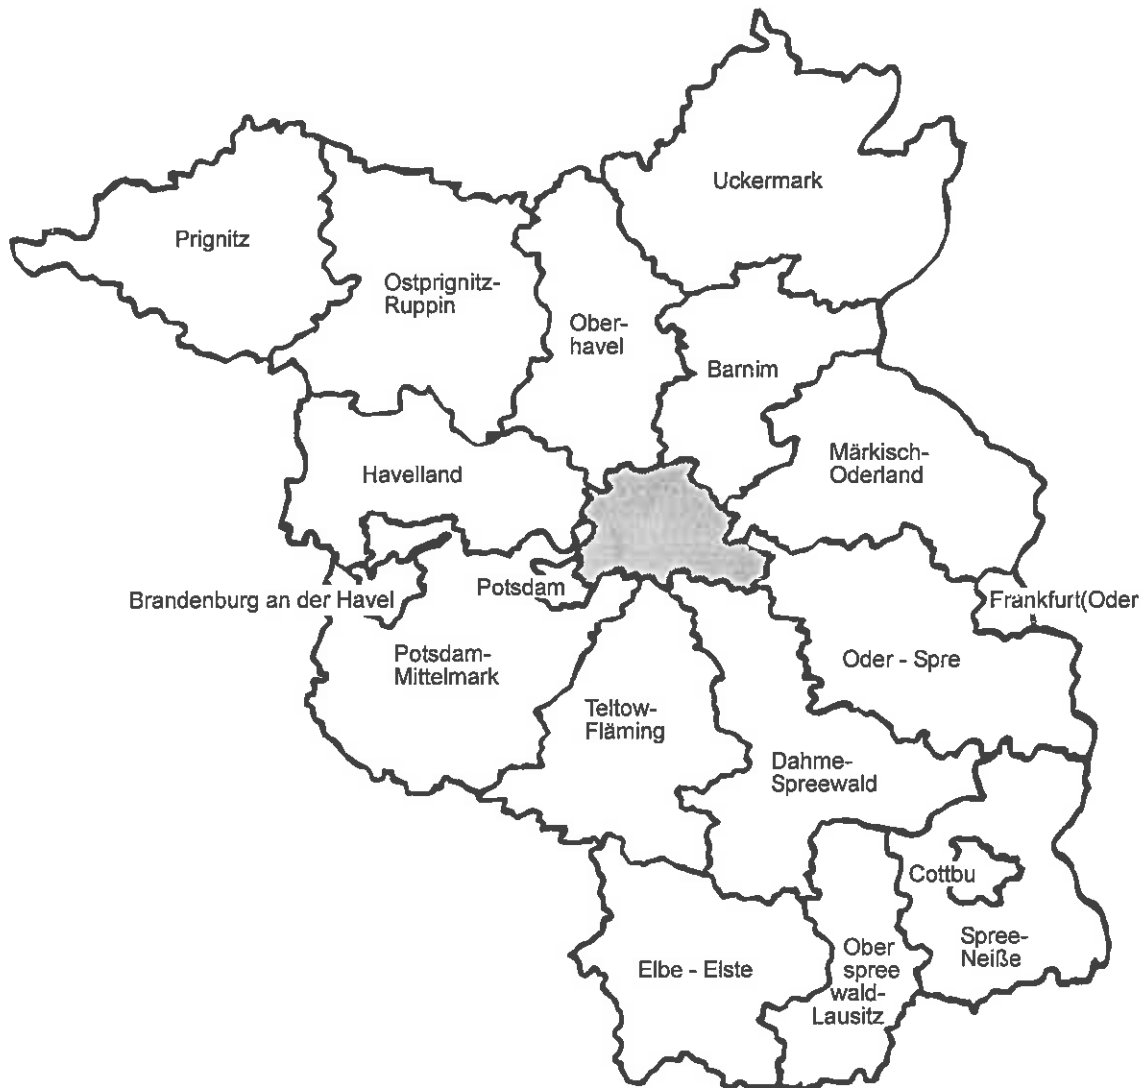 Uckermark
Prignitz
Ostprignitz-
Ruppin
Ober-
havel
Barnim
Märkisch-
Oderland
Havelland
Potsdam
Brandenburg an der Havel
Frankfurt(Oder
Potsdam-
Mittelmark
Oder - Spre
Teltow-
Fläming
Dahme-
Spreewald
Cottbu
Spree-
Neiße
Elbe - Elste
Ober
spree
wald-
Lausitz